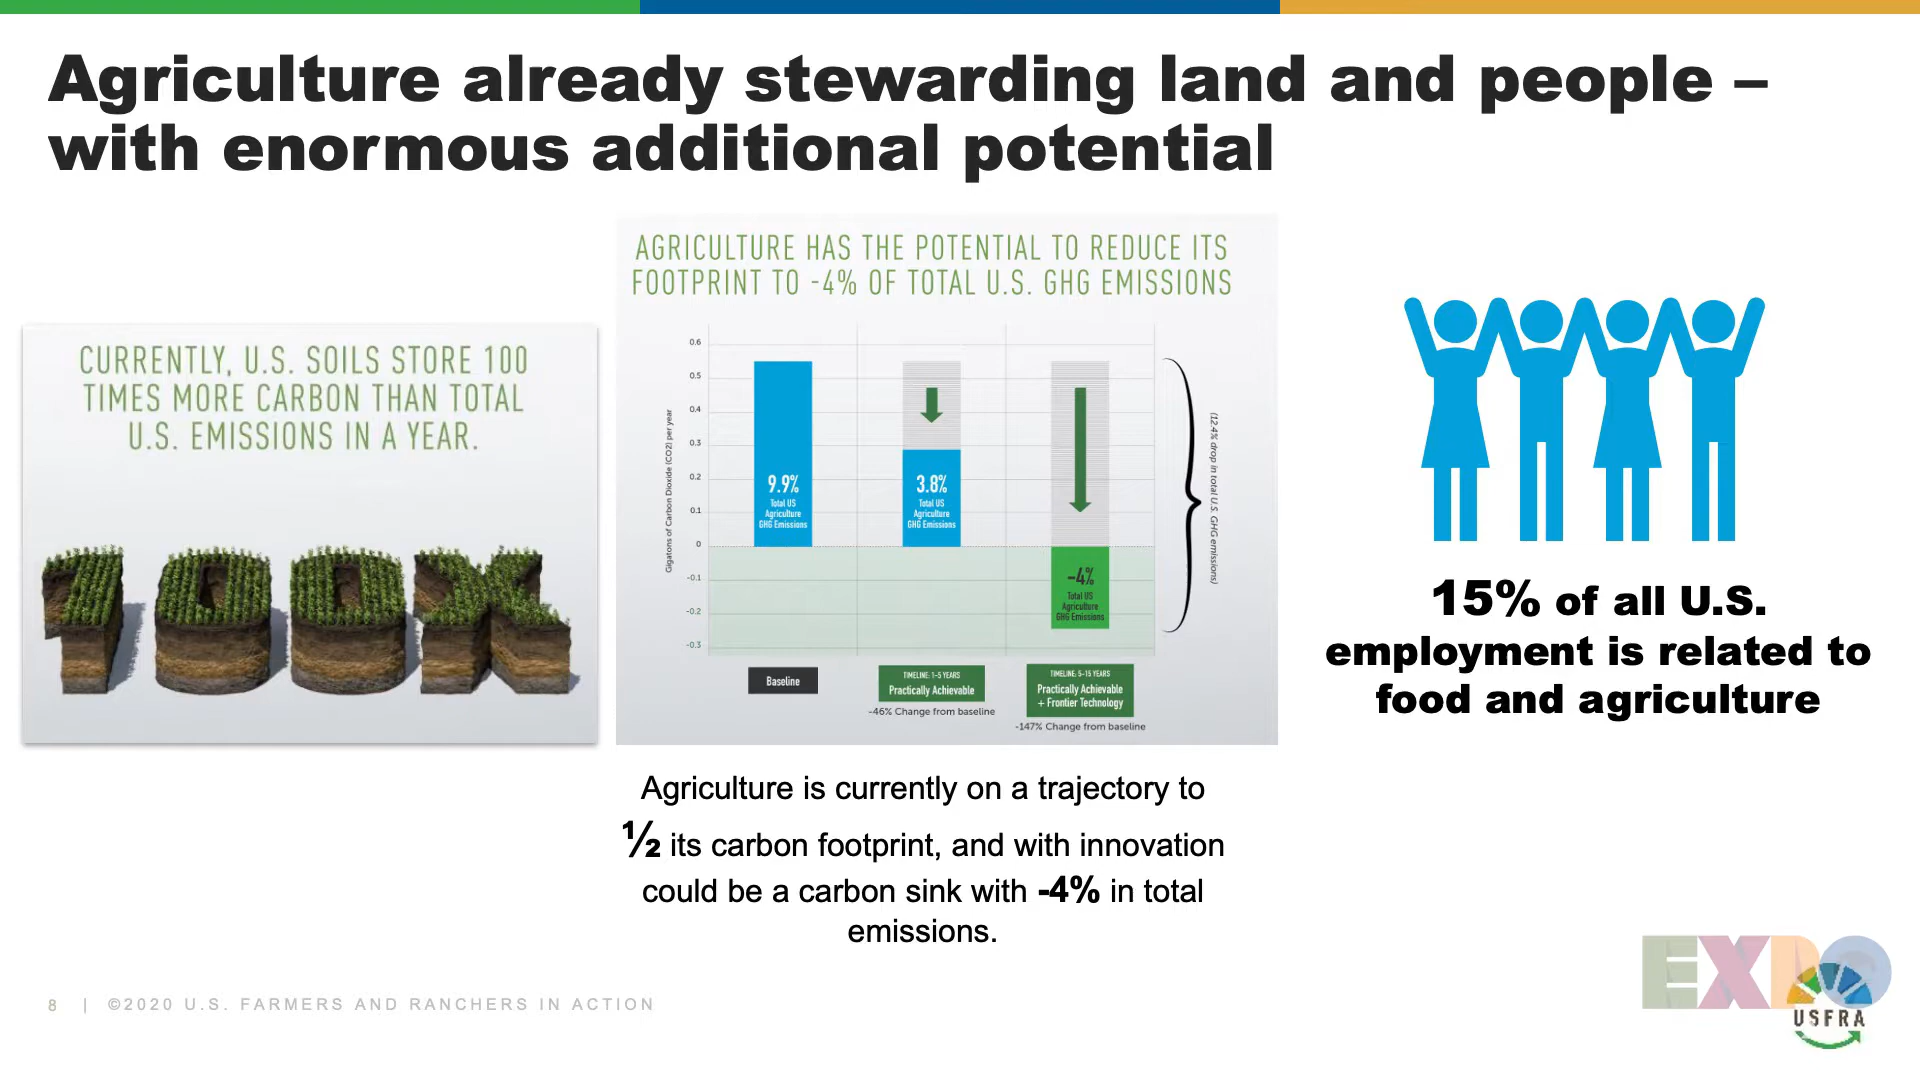 Agriculture already stewarding land and people –
with enormous additional potential
CURRENTLY, U.S. SOILS STORE 100
TIMES MORE CARBON THAN TOTAL
U.S. EMISSIONS IN A YEAR.
100X
AGRICULTURE HAS THE POTENTIAL TO REDUCE ITS
FOOTPRINT TO -4% OF TOTAL U.S. GHG EMISSIONS
Gigatons of Carbon Dioxide (CO2) per year
0.6
0.5
0.4
0.3
0.2
0.1
0
-0.1
-0.2
-0.3
9.9%
Total US
Agriculture
GHG Emissions
3.8%
Total US
Agriculture
GHG Emissions
-4%
Total US
Agriculture
GHG Emissions
(12.4% drop in total U.S. GHG emissions)
Baseline
TIMELINE: 1-5 YEARS
Practically Achievable
-46% Change from baseline
TIMELINE: 5-15 YEARS
Practically Achievable
+ Frontier Technology
-147% Change from baseline
Agriculture is currently on a trajectory to
½ its carbon footprint, and with innovation
could be a carbon sink with -4% in total
emissions.
15% of all U.S.
employment is related to
food and agriculture
8 | ©2020 U.S. FARMERS AND RANCHERS IN ACTION
EXPO
USFRA